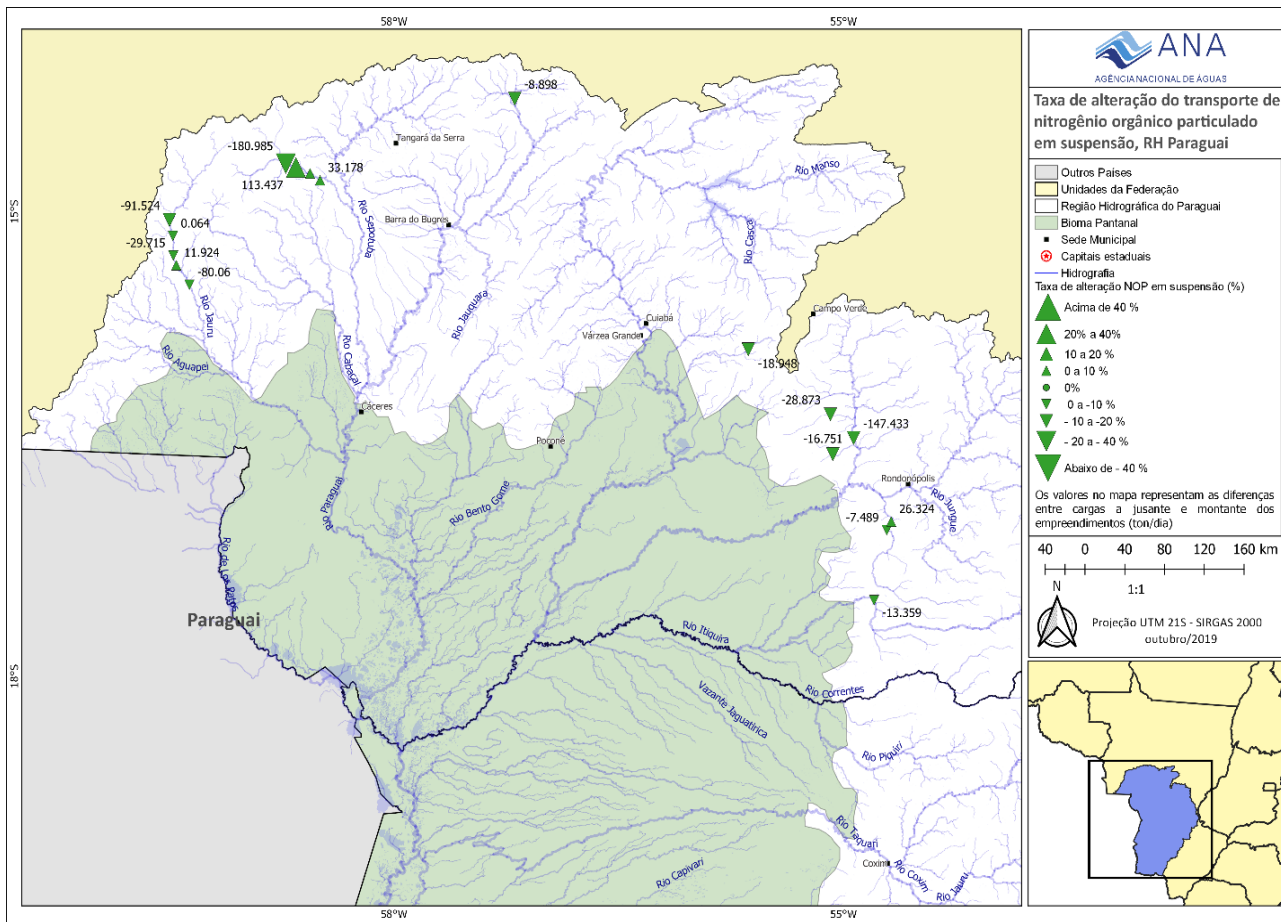 58°W
55°W
15°S
18°S
58°W
55°W
-8.898
Tangará da Serra
-180.985
33.178
113.437
Rio Manso
-91.524
0.064
Rio Sepotuba
Barra do Bugres
Rio Casca
-29.715
11.924
-80.06
Rio Jauru
Rio Jauquara
Campo Verde
Cuiabá
Várzea Grande
Rio Aguapeí
Rio Cabaçal
-18.948
Cáceres
-28.873
-147.433
-16.751
Poconé
Rio Paraguai
Rio Bento Gome
Rondonópolis
Rio Jungue
-7.489
26.324
Paraguai
-13.359
Rio Itiquira
Rio Correntes
Vazante Jaguatirica
Rio Piquiri
Rio Taquari
Coxim
Rio Coxim
Rio Jauru
Rio Capivari
ANA
AGÊNCIA NACIONAL DE ÁGUAS
Taxa de alteração do transporte de
nitrogênio orgânico particulado
em suspensão, RH Paraguai
Outros Países
Unidades da Federação
Região Hidrográfica do Paraguai
Bioma Pantanal
Sede Municipal
Capitais estaduais
Hidrografia
Taxa de alteração NOP em suspensão (%)
Acima de 40 %
20% a 40%
10 a 20 %
0 a 10 %
0%
0 a -10 %
- 10 a -20 %
- 20 a - 40 %
Abaixo de - 40 %
Os valores no mapa representam as diferenças
entre cargas a jusante e montante dos
empreendimentos (ton/dia)
40 0 40 80 120 160 km
1:1
N
Projeção UTM 21S - SIRGAS 2000
outubro/2019